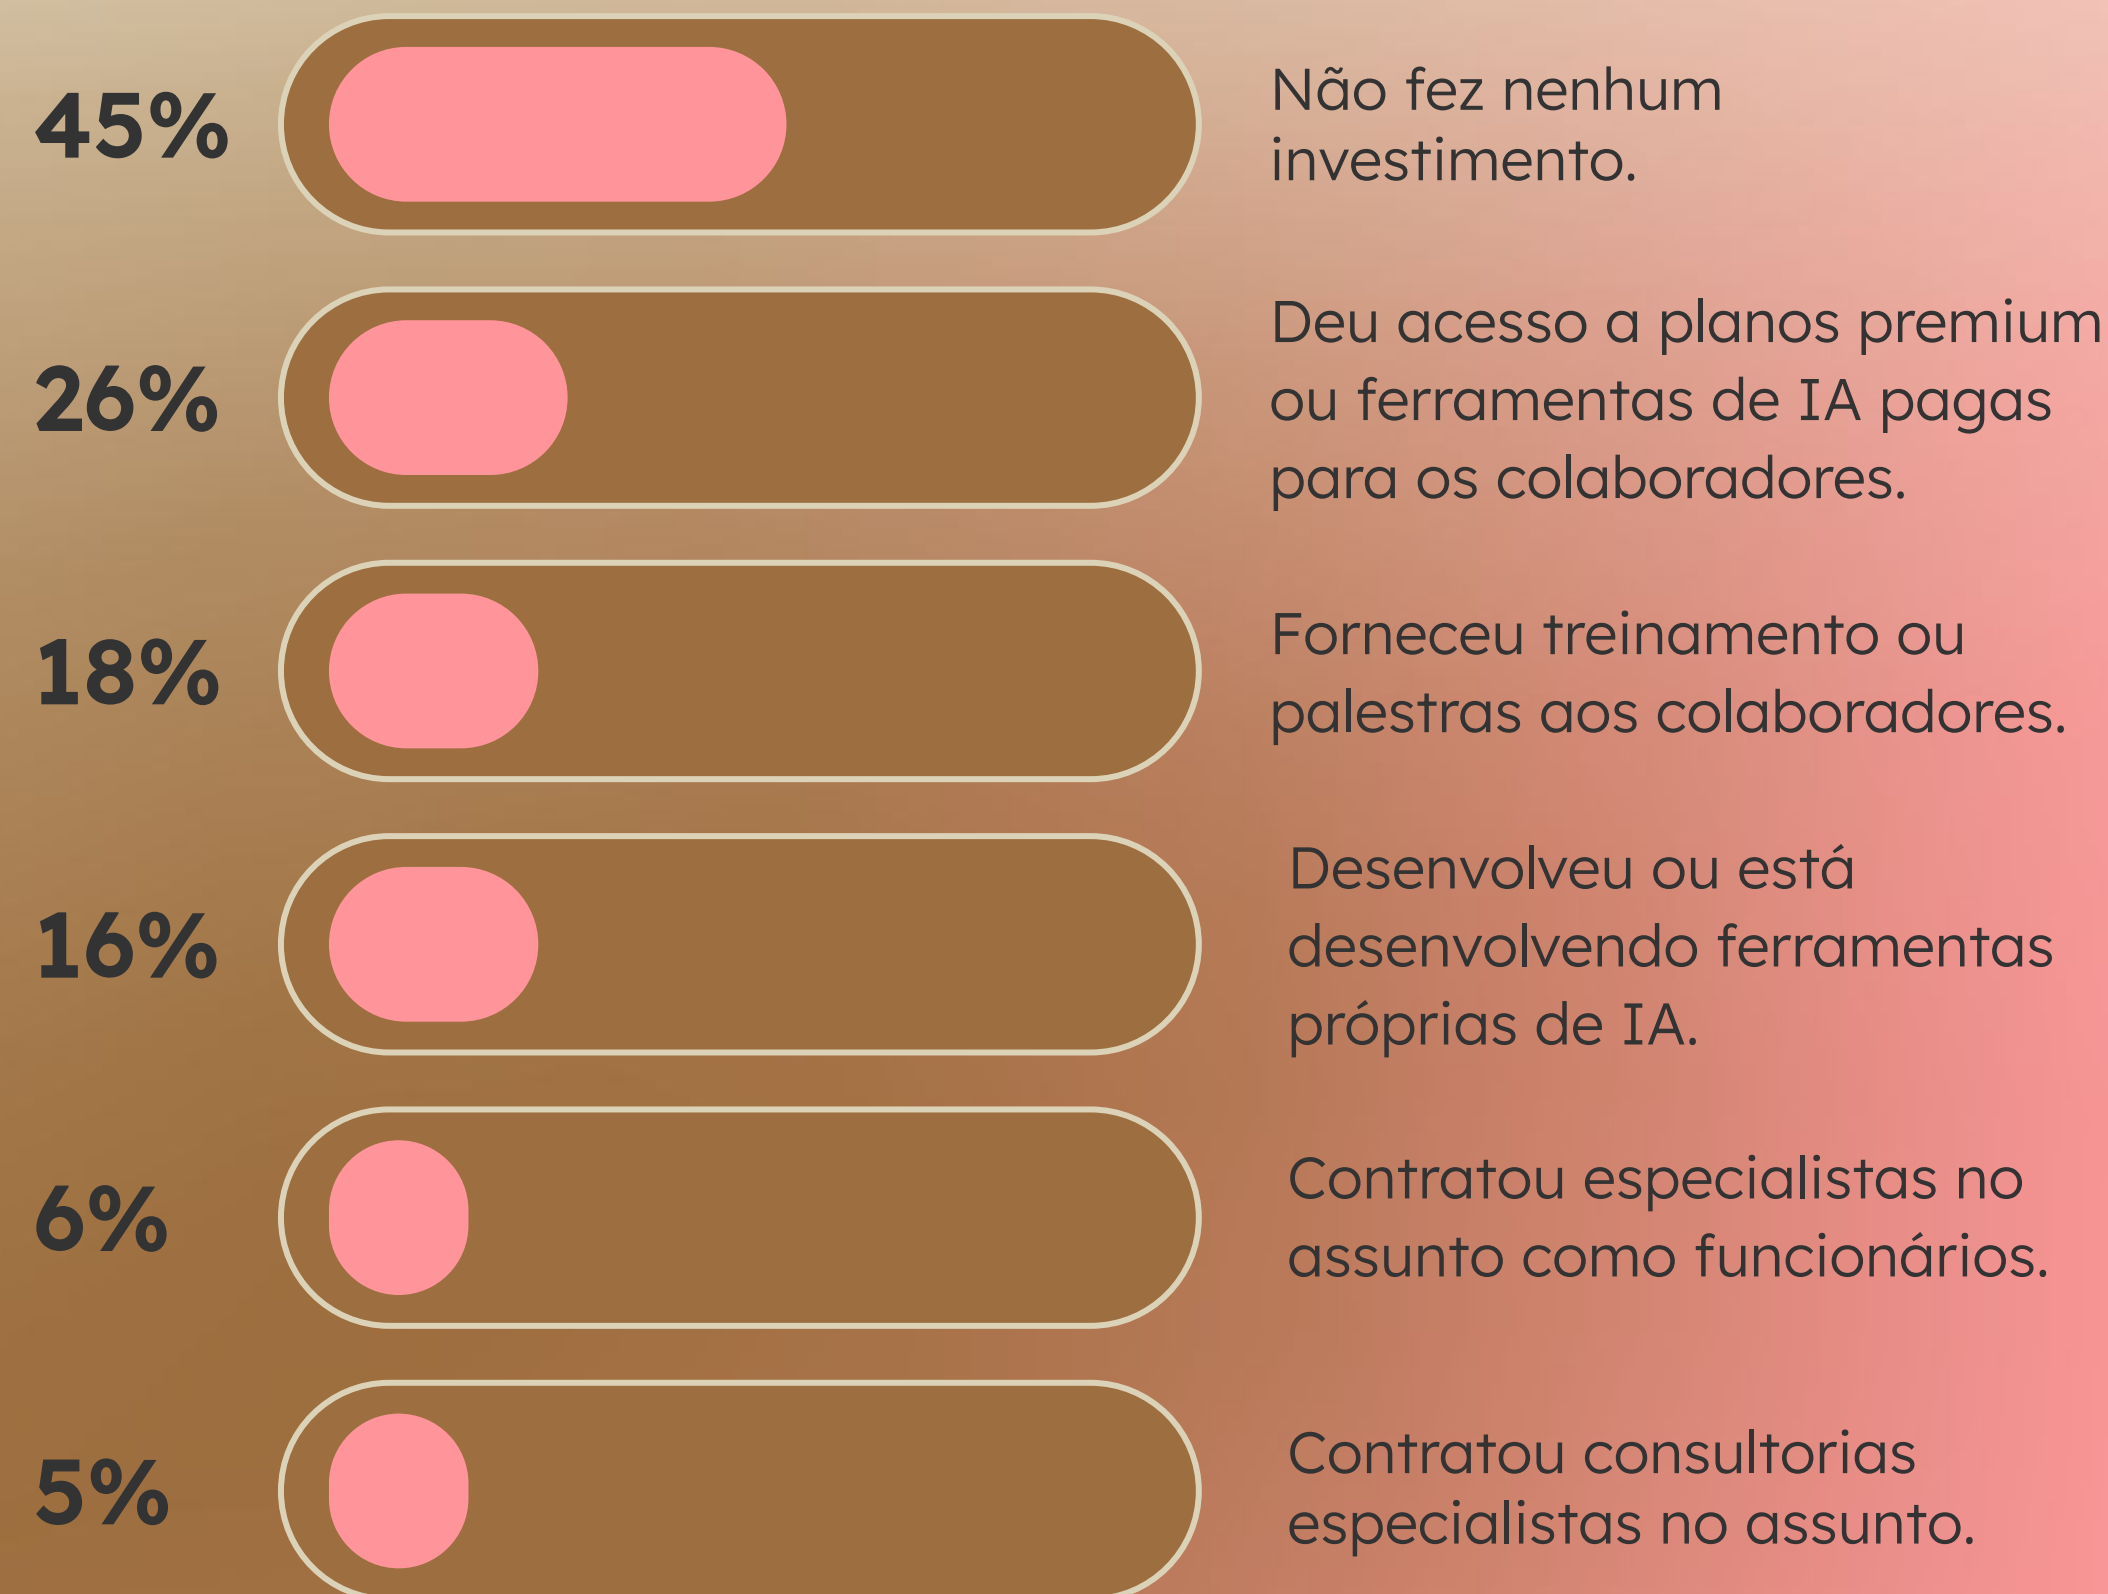 45%
Não fez nenhum
investimento.
26%
Deu acesso a planos premium
ou ferramentas de IA pagas
para os colaboradores.
18%
Forneceu treinamento ou
palestras aos colaboradores.
16%
Desenvolveu ou está
desenvolvendo ferramentas
próprias de IA.
6%
Contratou especialistas no
assunto como funcionários.
5%
Contratou consultorias
especialistas no assunto.